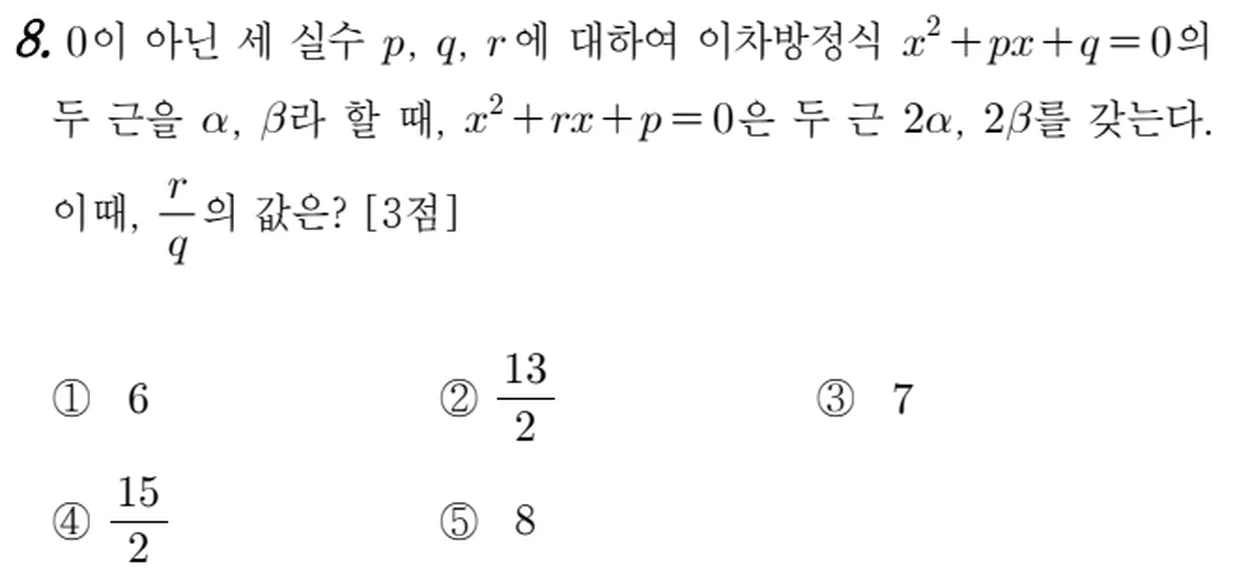 8. 0이 아닌 세 실수 p, q, r에 대하여 이차방정식 x²+px+q=0의
두 근을 α, β라 할 때, x²+rx+p=0은 두 근 2α, 2β를 갖는다.
이때, r/q의 값은? [3점]
① 6 ② 13/2 ③ 7
④ 15/2 ⑤ 8